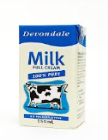 Devondale
Milk
FULL CREAM
100% PURE